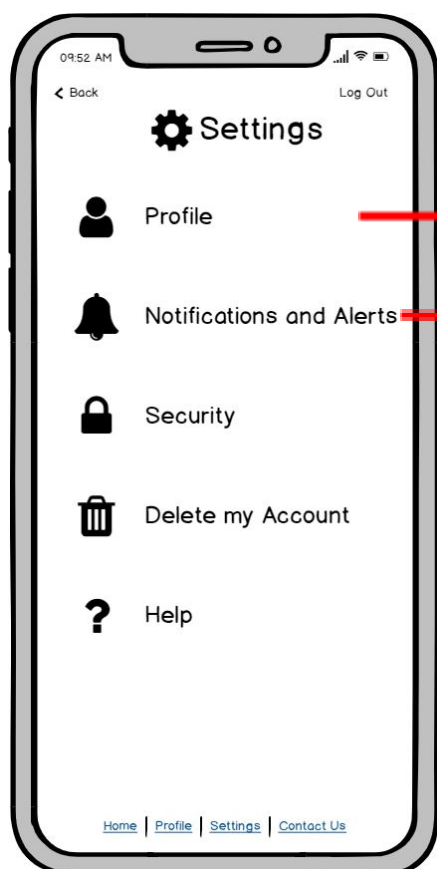 09:52 AM
Back
Log Out
Settings
Profile
Notifications and Alerts
Security
Delete my Account
? Help
Home | Profile | Settings | Contact Us